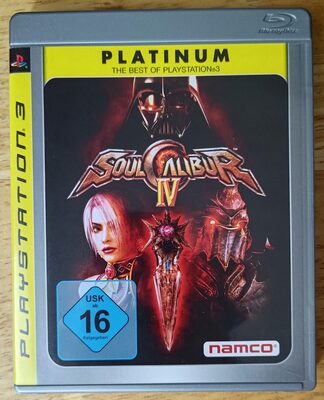 PLATINUM
THE BEST OF PLAYSTATION®3
PLAYSTATION 3
SOULCALIBUR
IV
USK
ab
16
freigegeben
namco®